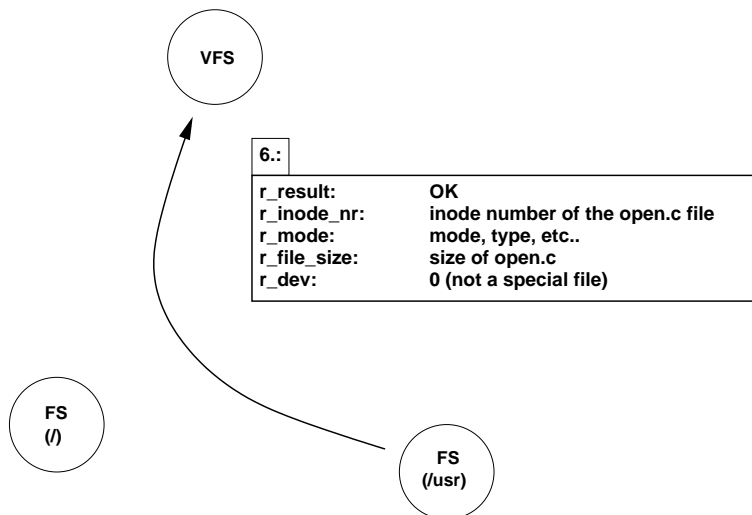 VFS
6.:
r_result: OK
r_inode_nr: inode number of the open.c file
r_mode: mode, type, etc..
r_file_size: size of open.c
r_dev: 0 (not a special file)
FS
(/)
FS
(/usr)